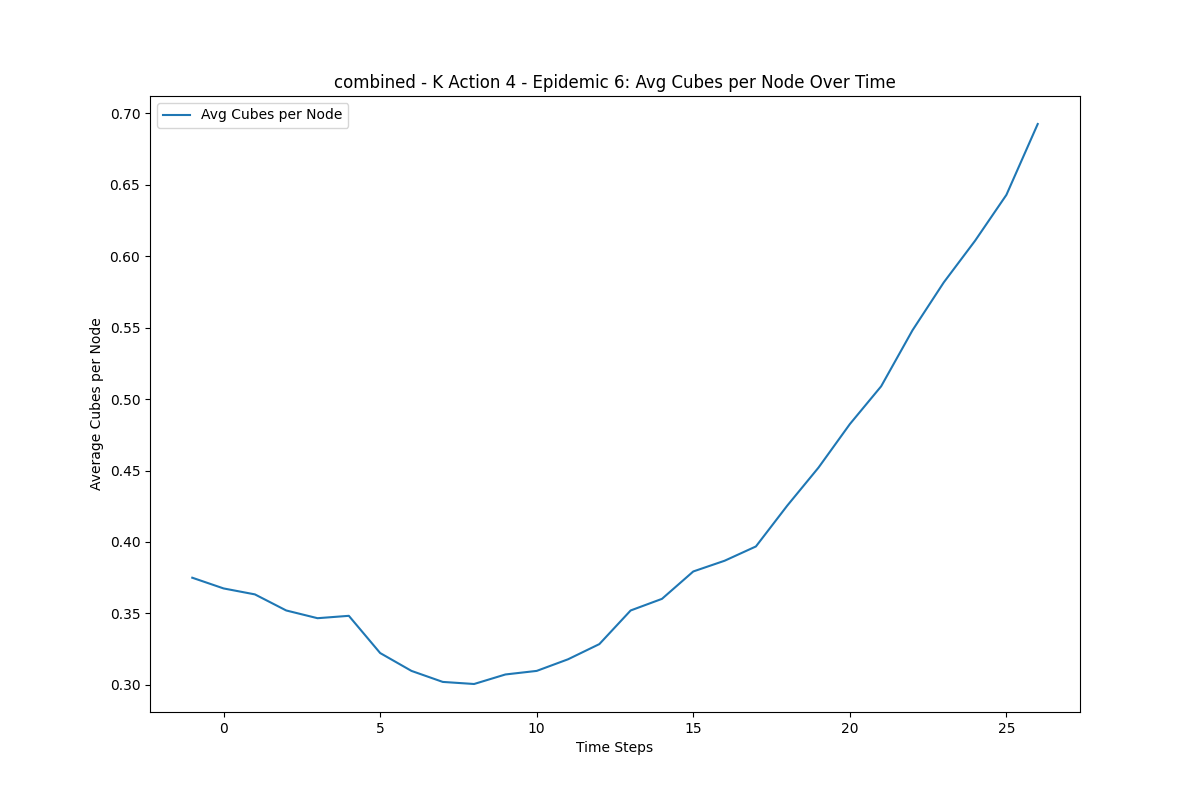 combined - K Action 4 - Epidemic 6: Avg Cubes per Node Over Time
Avg Cubes per Node
0.70
0.65
0.60
0.55
0.50
0.45
0.40
0.35
0.30
Average Cubes per Node
0 5 10 15 20 25
Time Steps